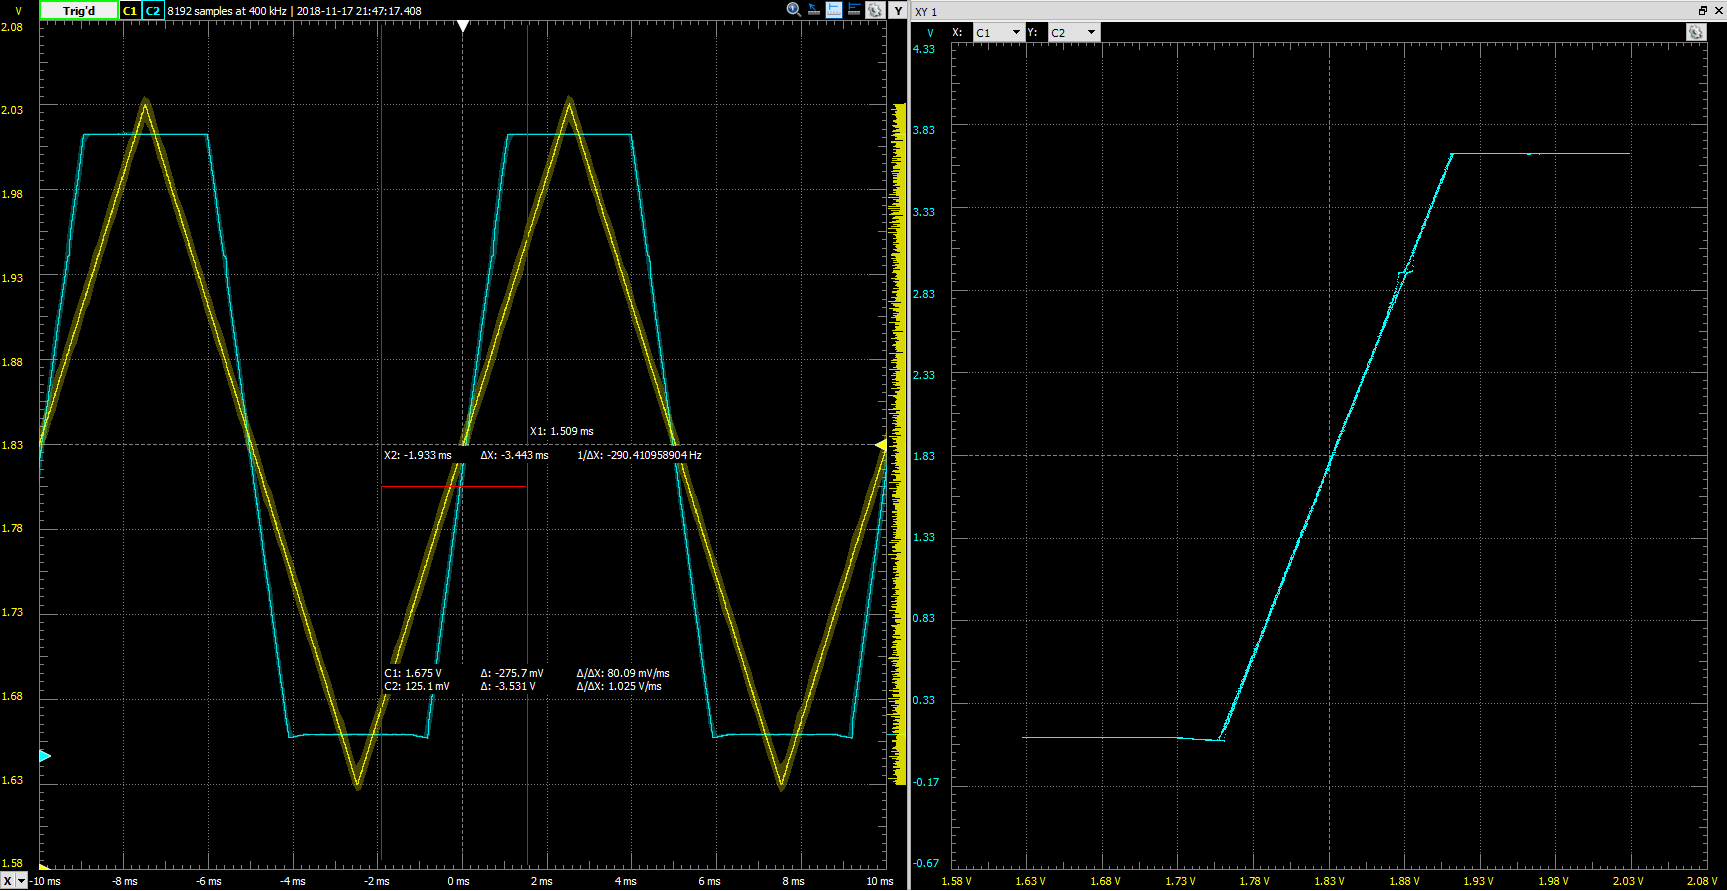 V Trig'd C1 C2 8192 samples at 400 kHz | 2018-11-17 21:47:17.408 Y
2.08
2.03
1.98
1.93
1.88
1.83
1.78
1.73
1.68
1.63
1.58
X1: 1.509 ms
X2: -1.933 ms ΔX: -3.443 ms 1/ΔX: -290.410958904 Hz
C1: 1.675 V Δ: -275.7 mV Δ/ΔX: 80.09 mV/ms
C2: 125.1 mV Δ: -3.531 V Δ/ΔX: 1.025 V/ms
X -10 ms -8 ms -6 ms -4 ms -2 ms 0 ms 2 ms 4 ms 6 ms 8 ms 10 ms
XY 1
V X: C1 Y: C2
4.33
3.83
3.33
2.83
2.33
1.83
1.33
0.83
0.33
-0.17
-0.67
1.58 V 1.63 V 1.68 V 1.73 V 1.78 V 1.83 V 1.88 V 1.93 V 1.98 V 2.03 V 2.08 V